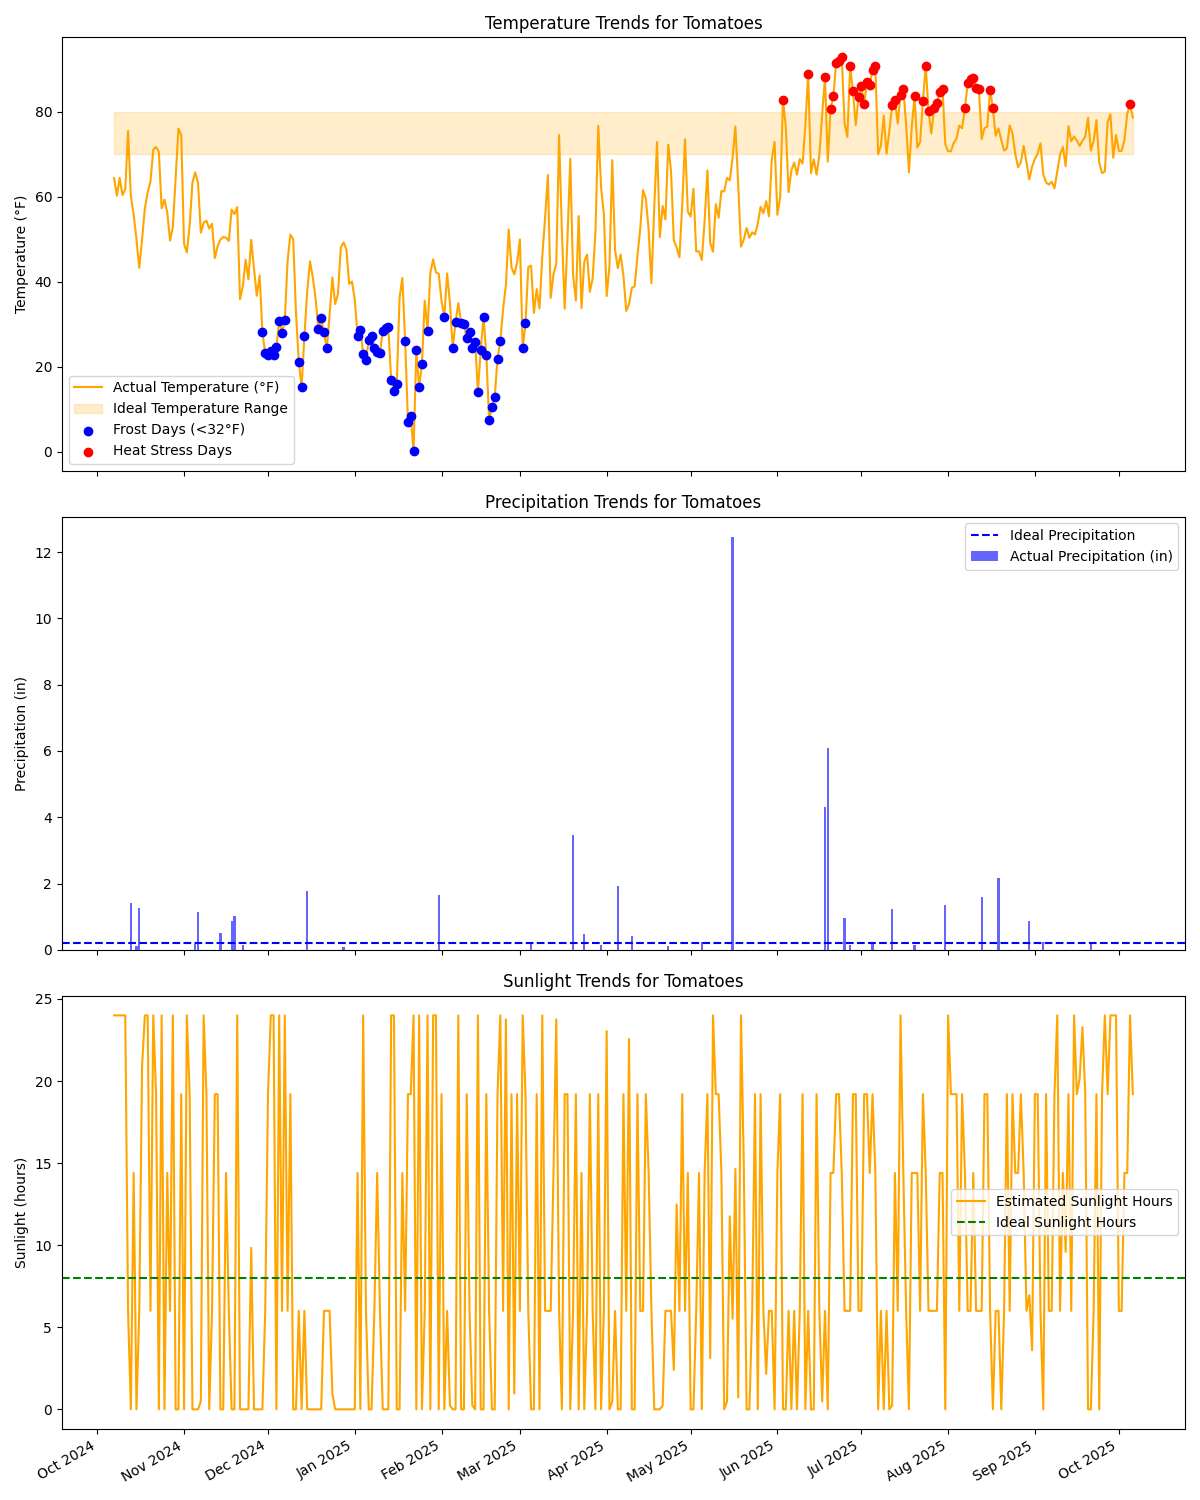 Temperature Trends for Tomatoes
Temperature (°F)
80
60
40
20
0
Actual Temperature (°F)
Ideal Temperature Range
Frost Days (<32°F)
Heat Stress Days
Precipitation Trends for Tomatoes
Precipitation (in)
12
10
8
6
4
2
0
Ideal Precipitation
Actual Precipitation (in)
Sunlight Trends for Tomatoes
Sunlight (hours)
25
20
15
10
5
0
Estimated Sunlight Hours
Ideal Sunlight Hours
Oct 2024
Nov 2024
Dec 2024
Jan 2025
Feb 2025
Mar 2025
Apr 2025
May 2025
Jun 2025
Jul 2025
Aug 2025
Sep 2025
Oct 2025